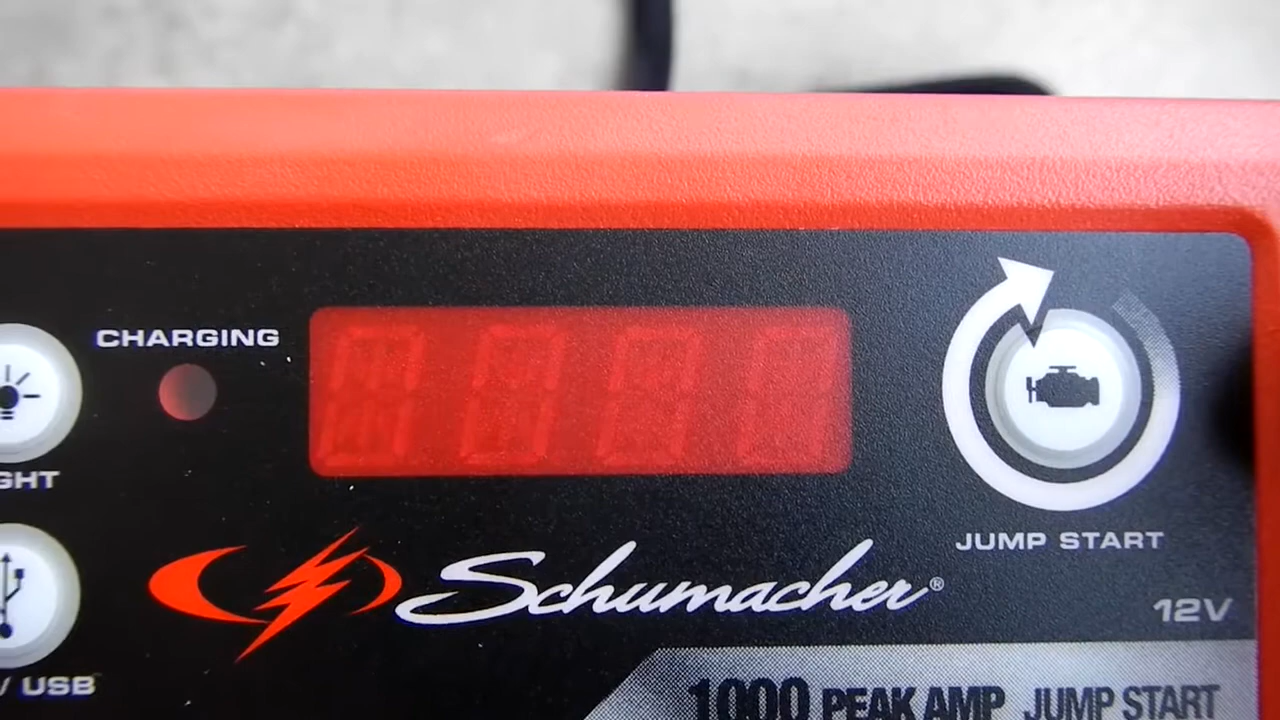 CHARGING
GHT
JUMP START
Schumacher®
12V
/ USB
1000 PEAK AMP JUMP START